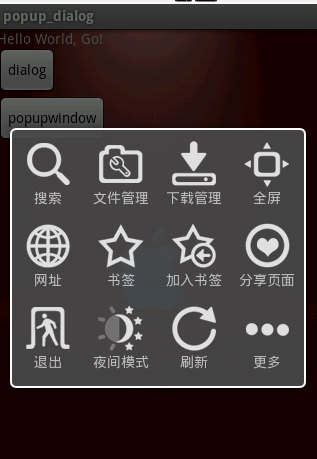 popup_dialog
Hello World, Go!
dialog
popupwindow
搜索 文件管理 下载管理 全屏
网址 书签 加入书签 分享页面
退出 夜间模式 刷新 更多